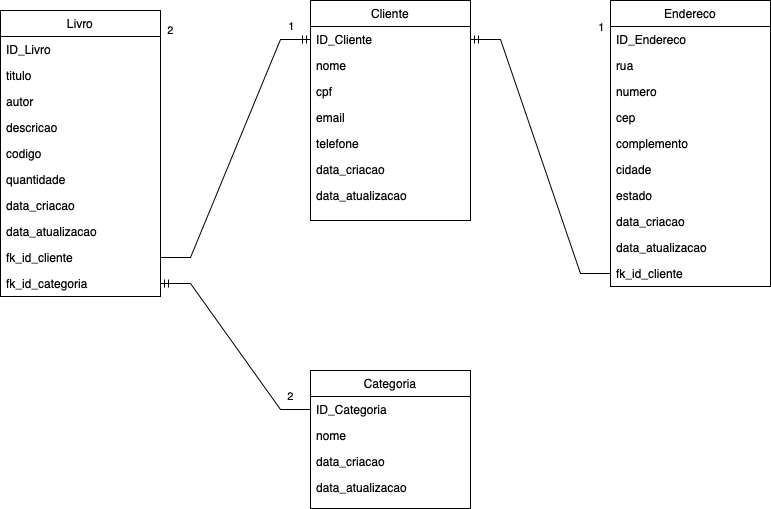 Livro
2
ID_Livro
titulo
autor
descricao
codigo
quantidade
data_criacao
data_atualizacao
fk_id_cliente
fk_id_categoria
1
Cliente
ID_Cliente
nome
cpf
email
telefone
data_criacao
data_atualizacao
1
Endereco
ID_Endereco
rua
numero
cep
complemento
cidade
estado
data_criacao
data_atualizacao
fk_id_cliente
2
Categoria
ID_Categoria
nome
data_criacao
data_atualizacao